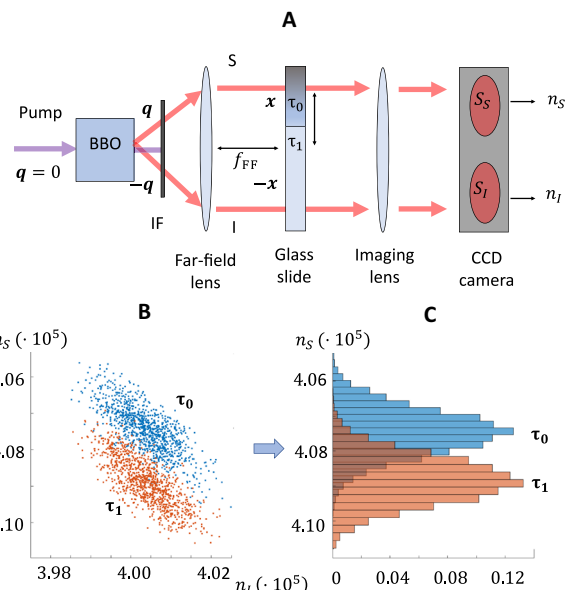 A
S
Pump
q
x
τ0
S_S
n_S
BBO
f_FF
τ1
q = 0
−q
−x
S_I
n_I
IF
I
Far-field
lens
Glass
slide
Imaging
lens
CCD
camera
B
C
n_S (· 10^5)
n_S (· 10^5)
4.06
4.06
τ0
τ0
4.08
4.08
τ1
τ1
4.10
4.10
3.98
4.00
4.02
0
0.04
0.08
0.12
n_I (· 10^5)